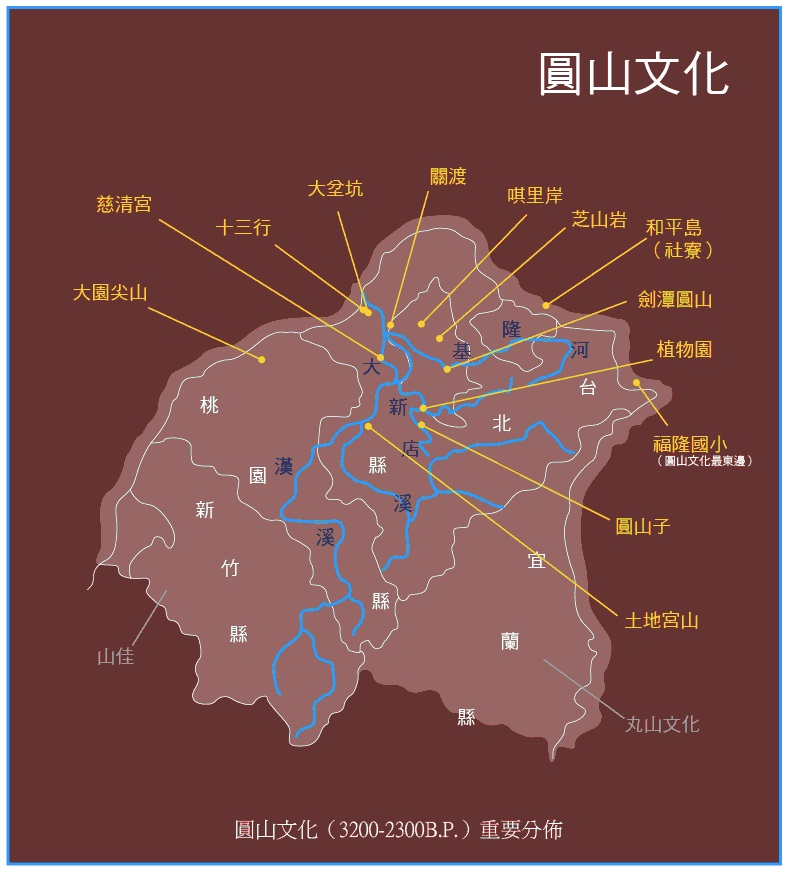 圓山文化
關渡
大坌坑
唭里岸
慈清宮
芝山岩
十三行
和平島
（社寮）
大園尖山
劍潭圓山
隆
基
河
植物園
大
台
桃
新
北
福隆國小
（圓山文化最東邊）
店
縣
漢
園
溪
新
圓山子
溪
宜
竹
縣
土地宮山
縣
蘭
山佳
縣
丸山文化
圓山文化（3200-2300B.P.）重要分佈